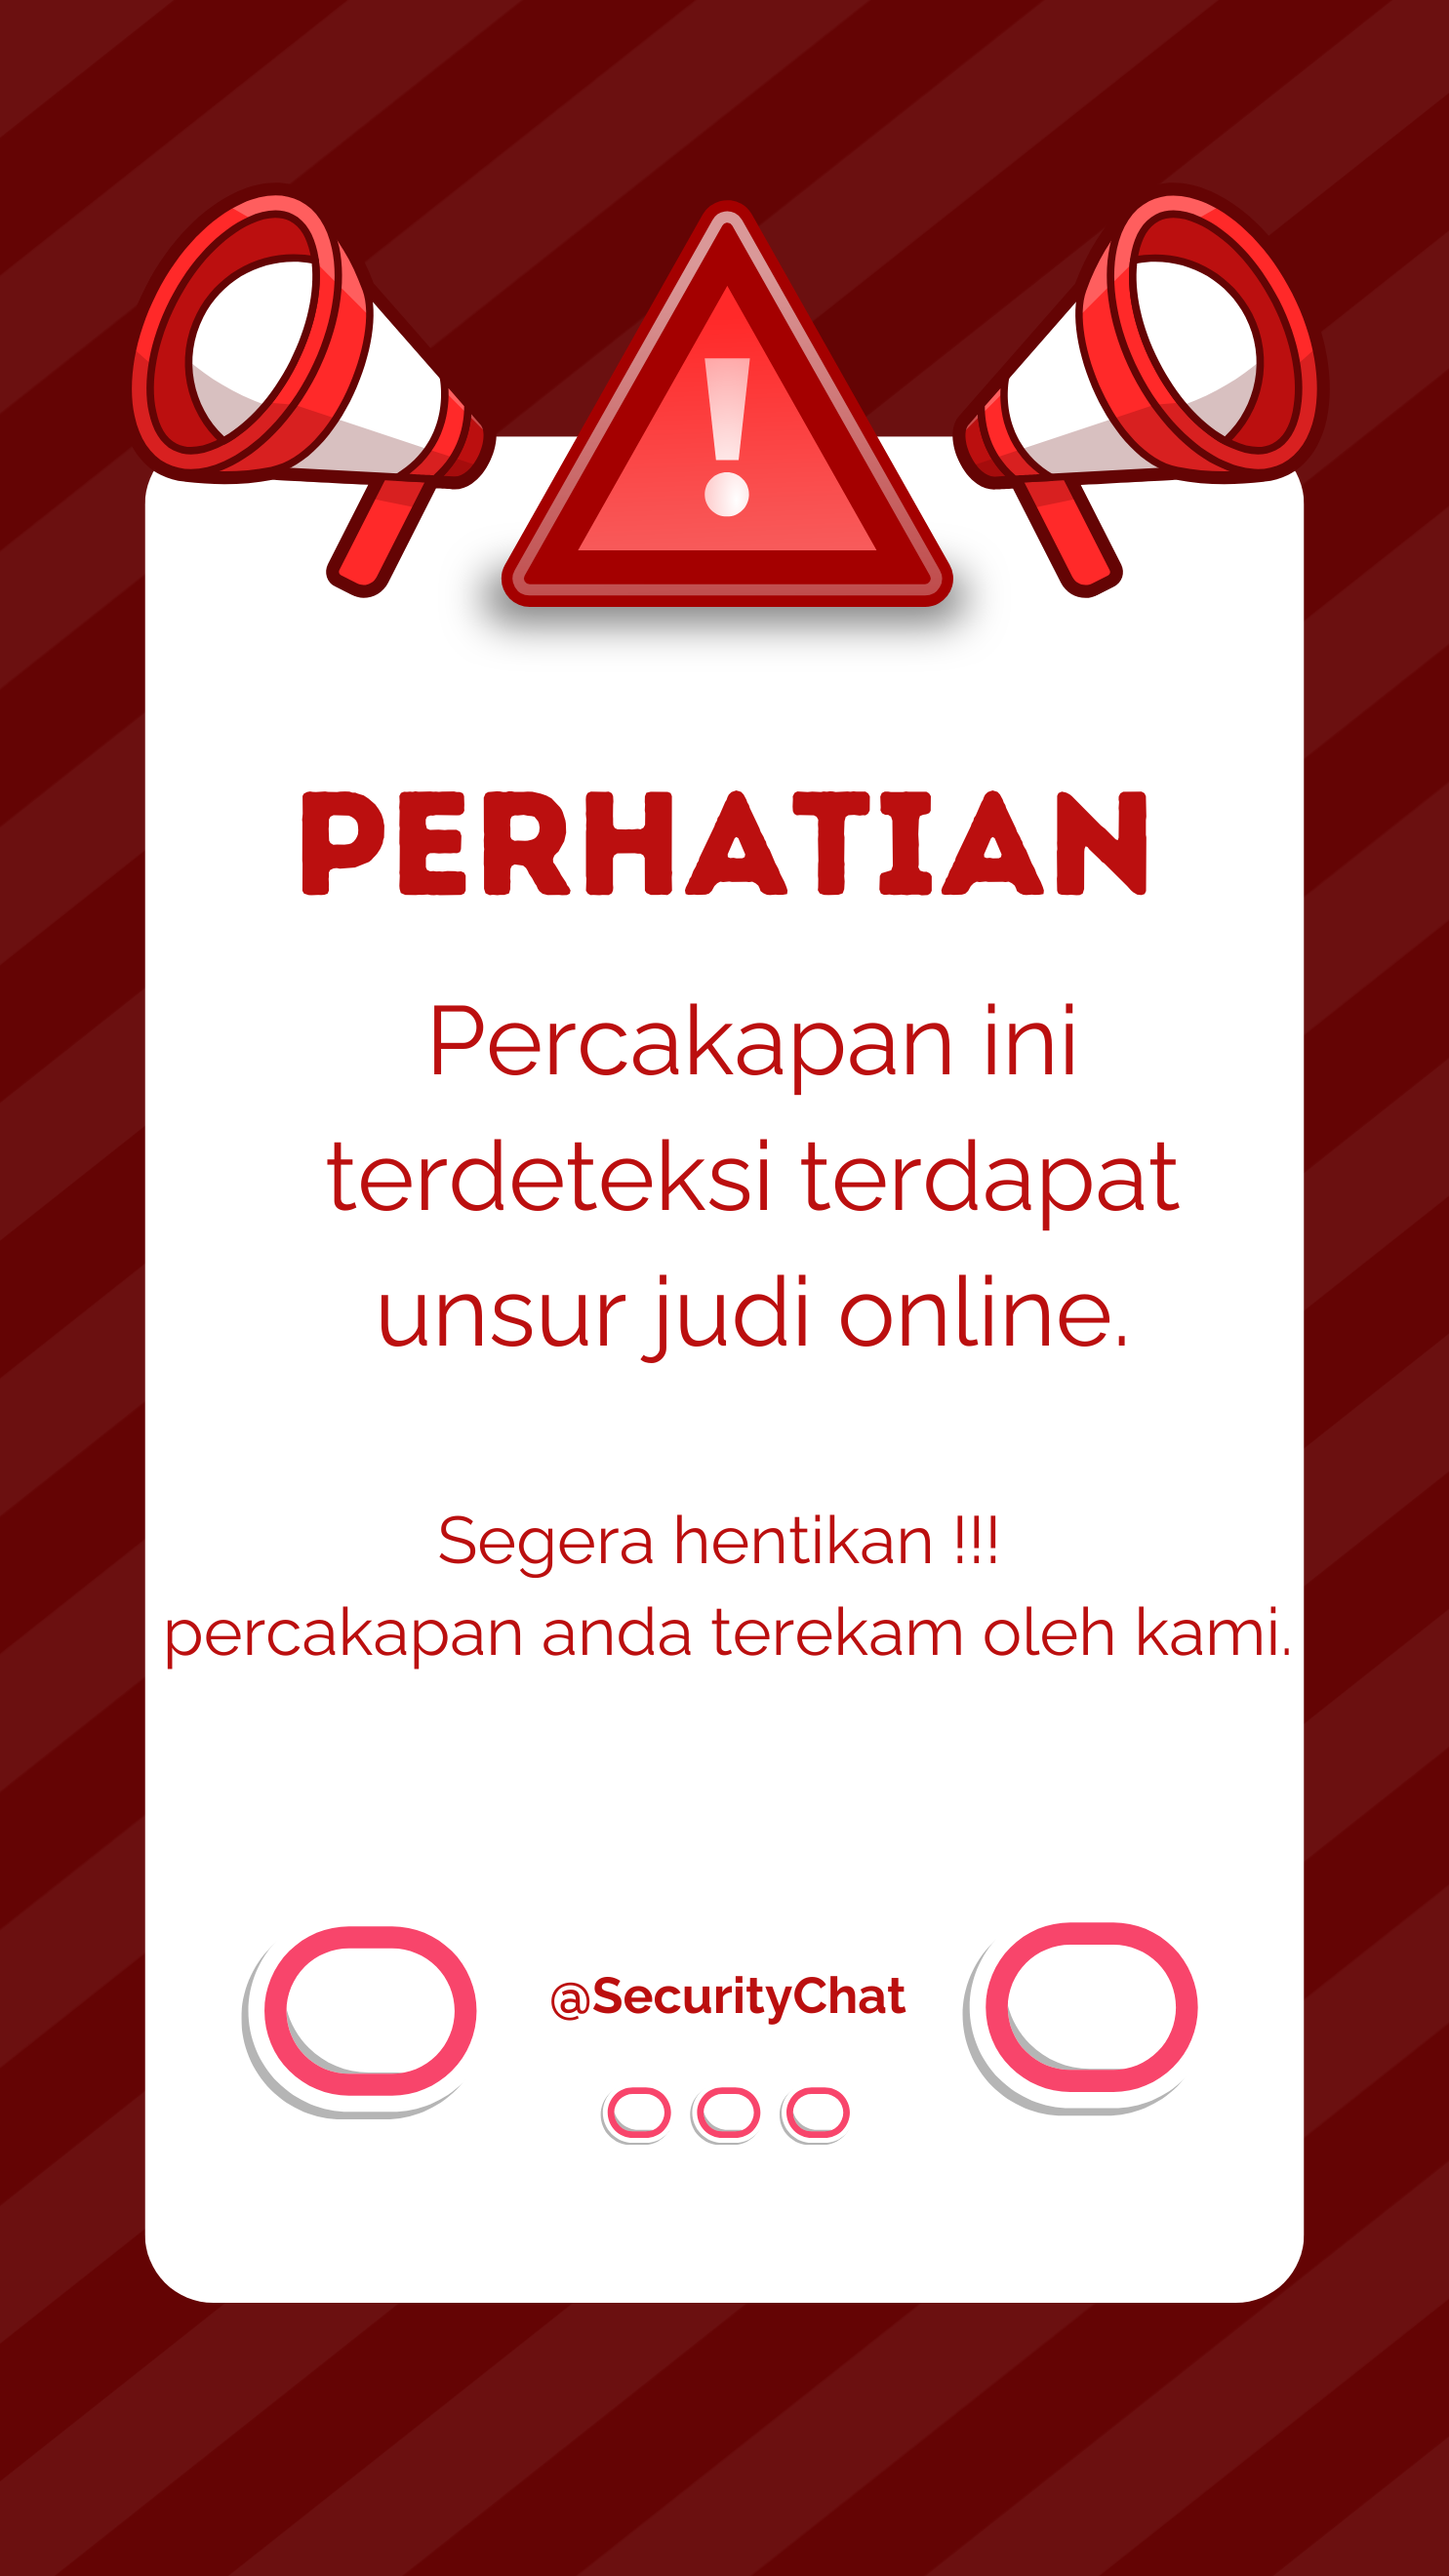 PERHATIAN
Percakapan ini
terdeteksi terdapat
unsur judi online.
Segera hentikan !!!
percakapan anda terekam oleh kami.
@SecurityChat